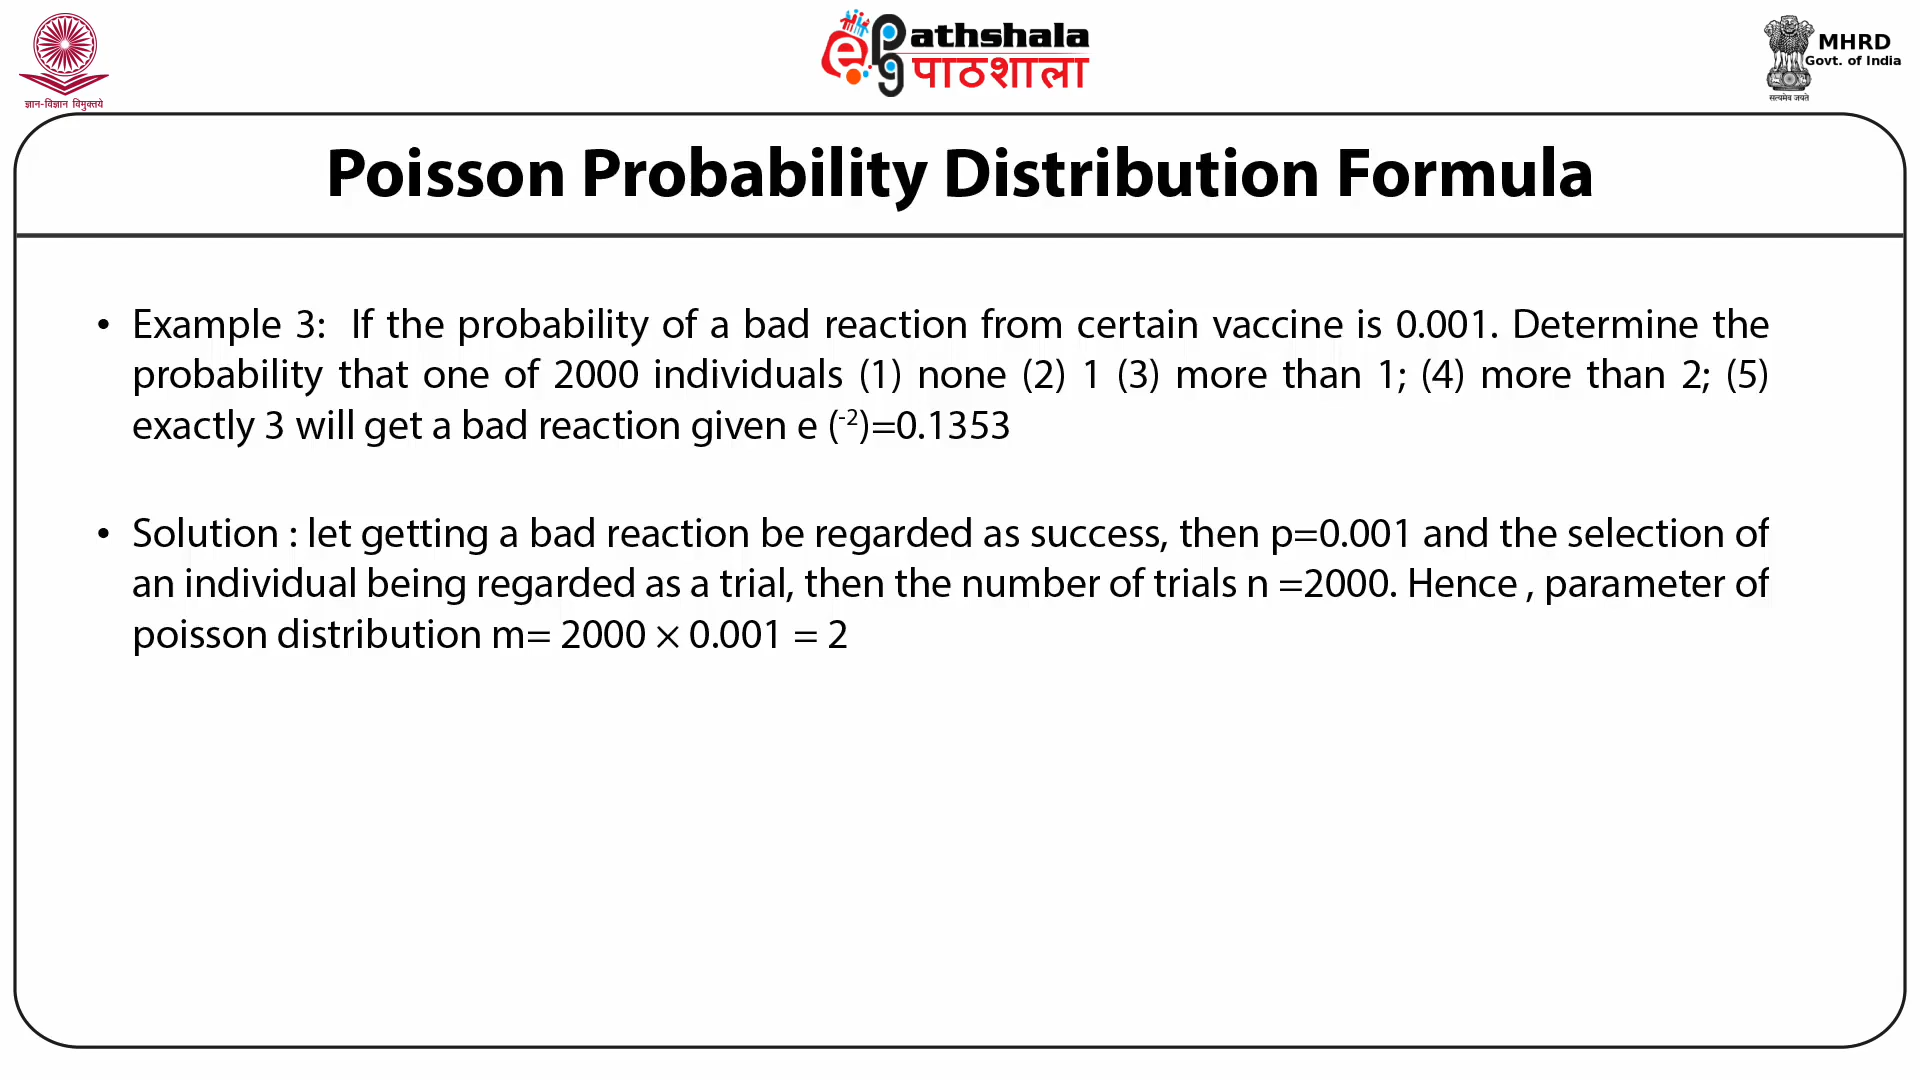 ज्ञान-विज्ञान विमुक्तये
ePathshala
पाठशाला
MHRD
Govt. of India
सत्यमेव जयते
Poisson Probability Distribution Formula
• Example 3: If the probability of a bad reaction from certain vaccine is 0.001. Determine the
probability that one of 2000 individuals (1) none (2) 1 (3) more than 1; (4) more than 2; (5)
exactly 3 will get a bad reaction given e (⁻²)=0.1353
• Solution : let getting a bad reaction be regarded as success, then p=0.001 and the selection of
an individual being regarded as a trial, then the number of trials n =2000. Hence , parameter of
poisson distribution m= 2000 × 0.001 = 2